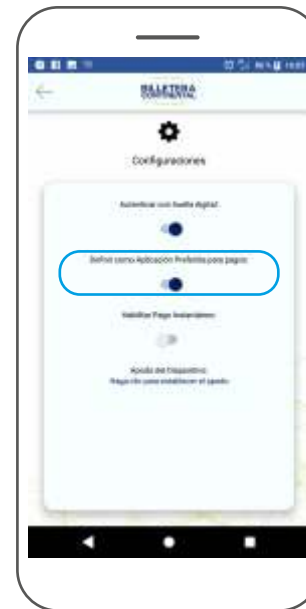 BILLETERA
CONTINENTAL
Configuraciones
Autenticar con huella digital
Definir como Aplicación Preferida para pagos
Habilitar Pago Instantáneo
Apodo del Dispositivo
Haga clic para establecer el apodo